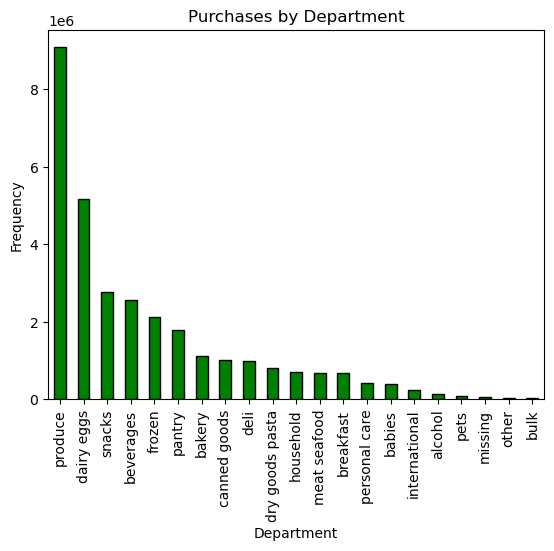 Purchases by Department
1e6
8
6
4
2
0
Frequency
produce
dairy eggs
snacks
beverages
frozen
pantry
bakery
canned goods
deli
dry goods pasta
household
meat seafood
breakfast
personal care
babies
international
alcohol
pets
missing
other
bulk
Department